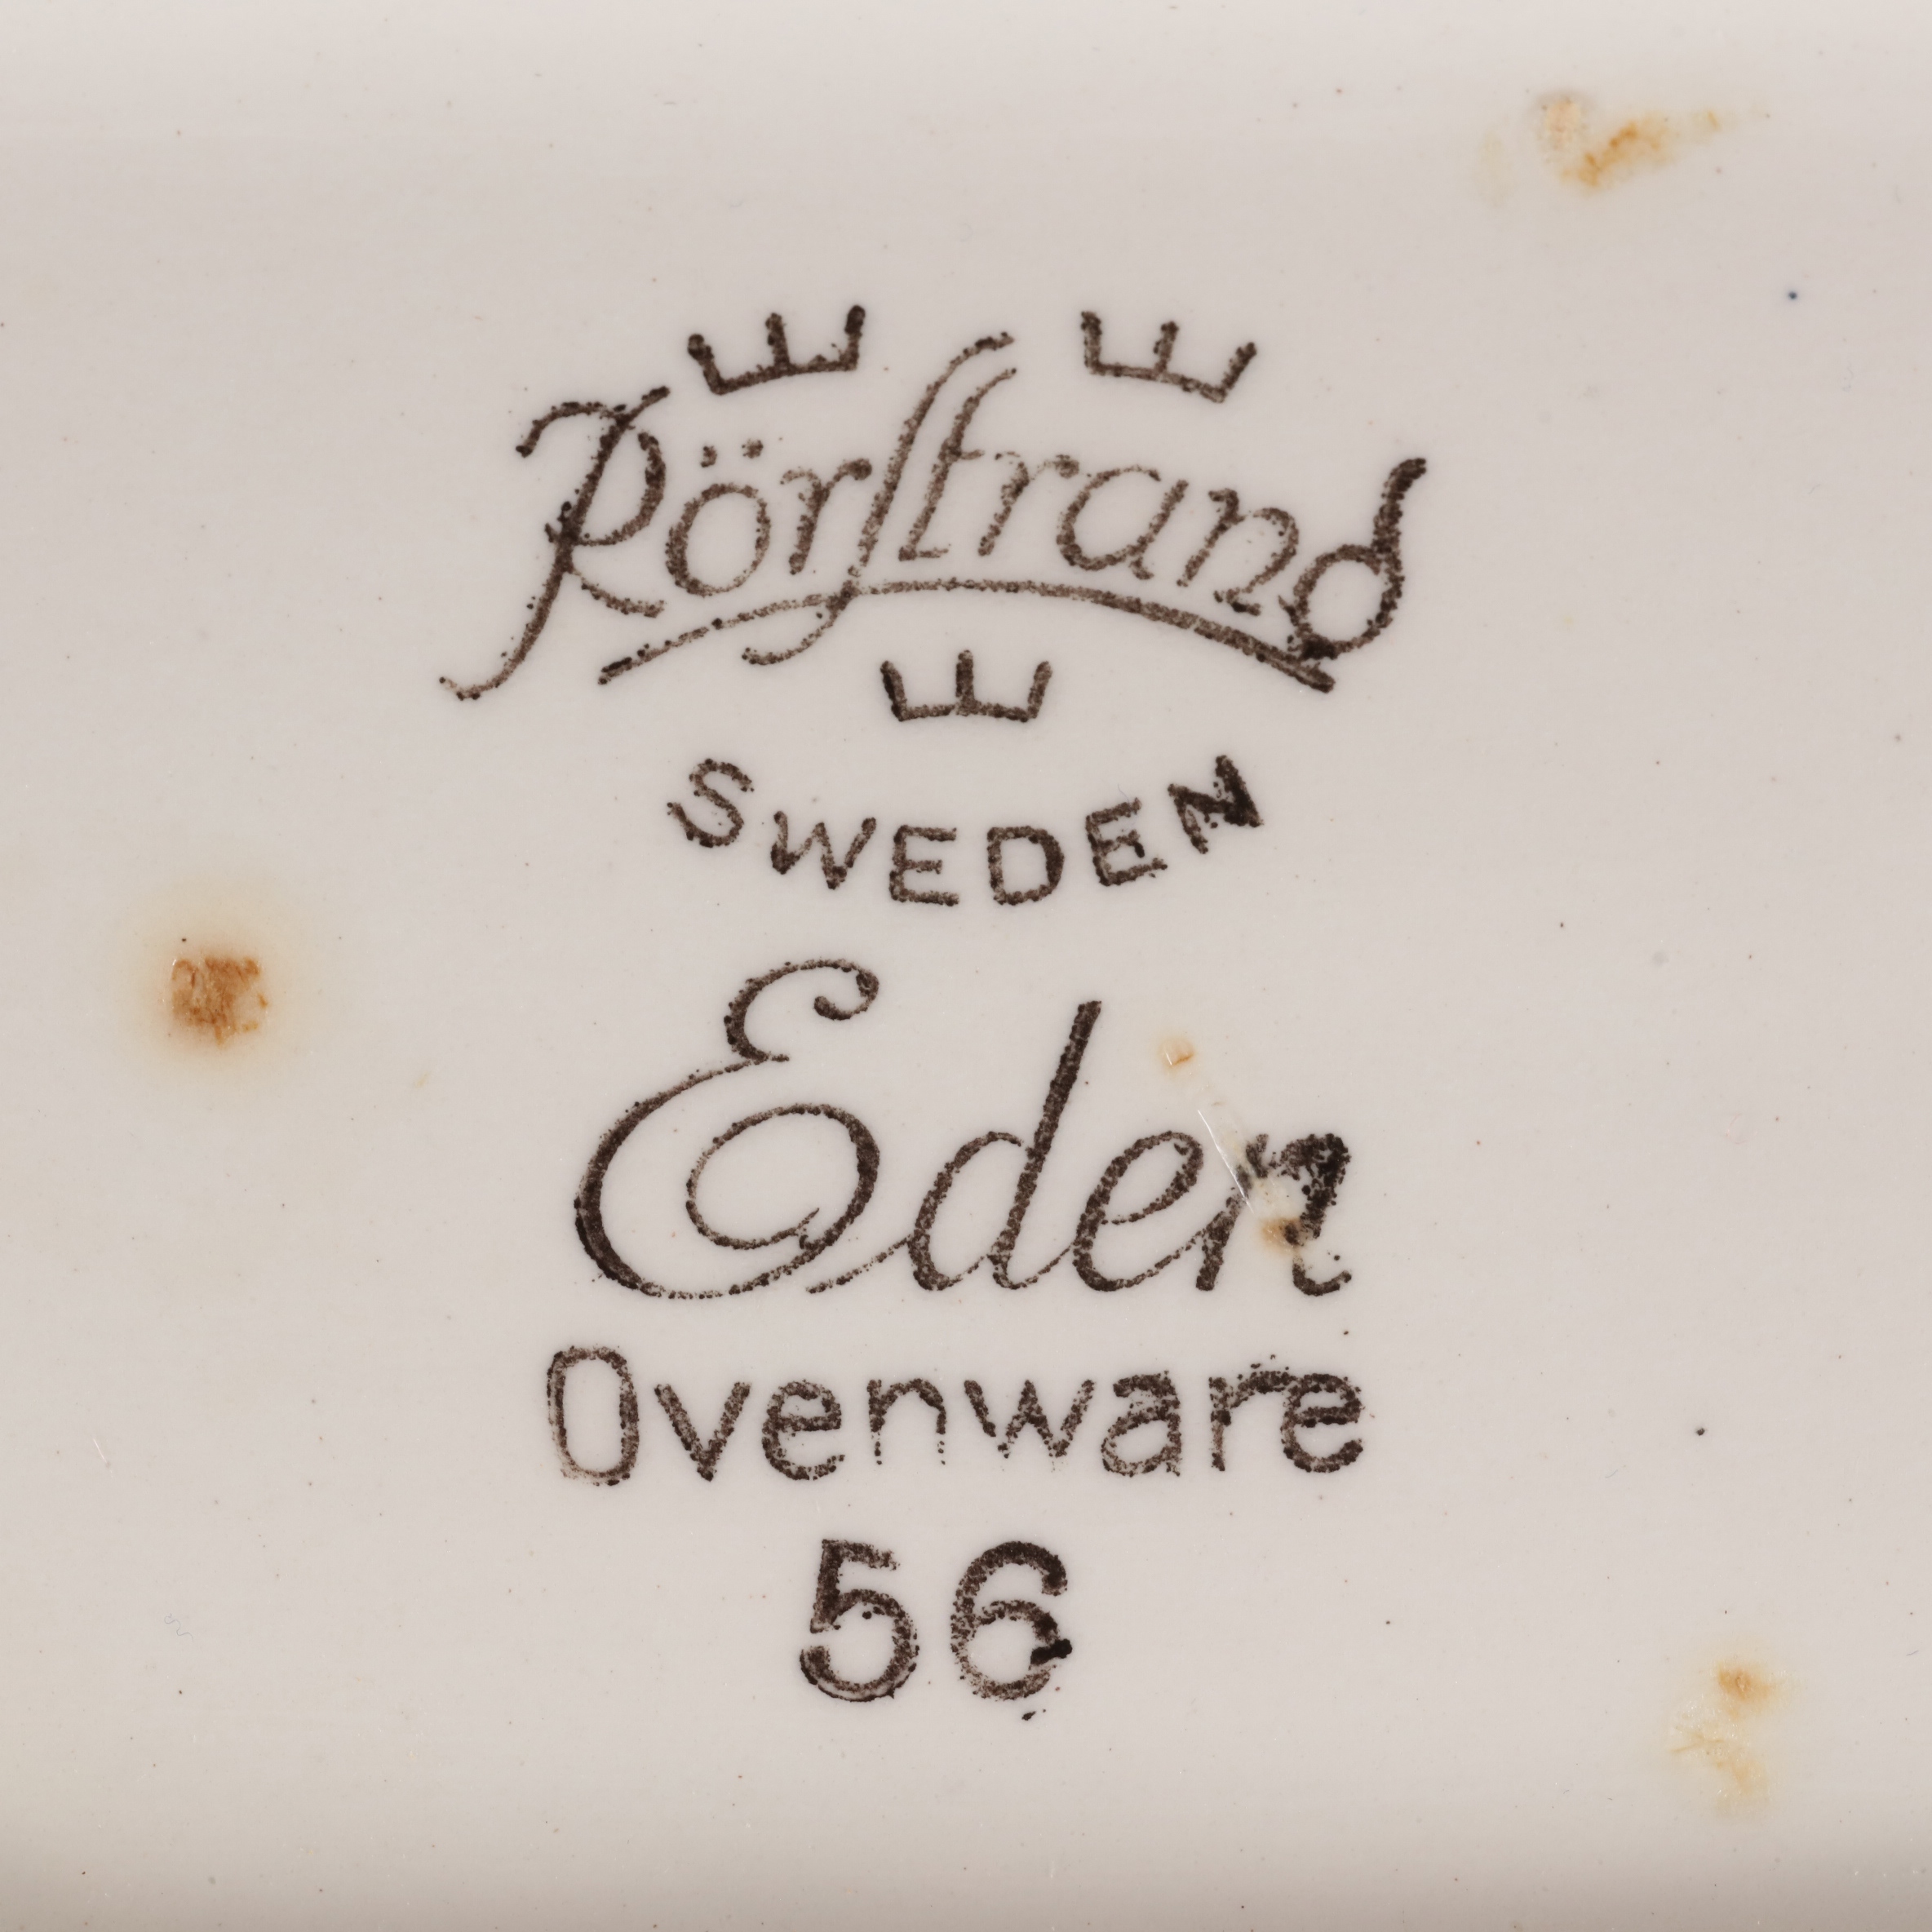 Rörstrand
SWEDEN
Eden
Ovenware
56